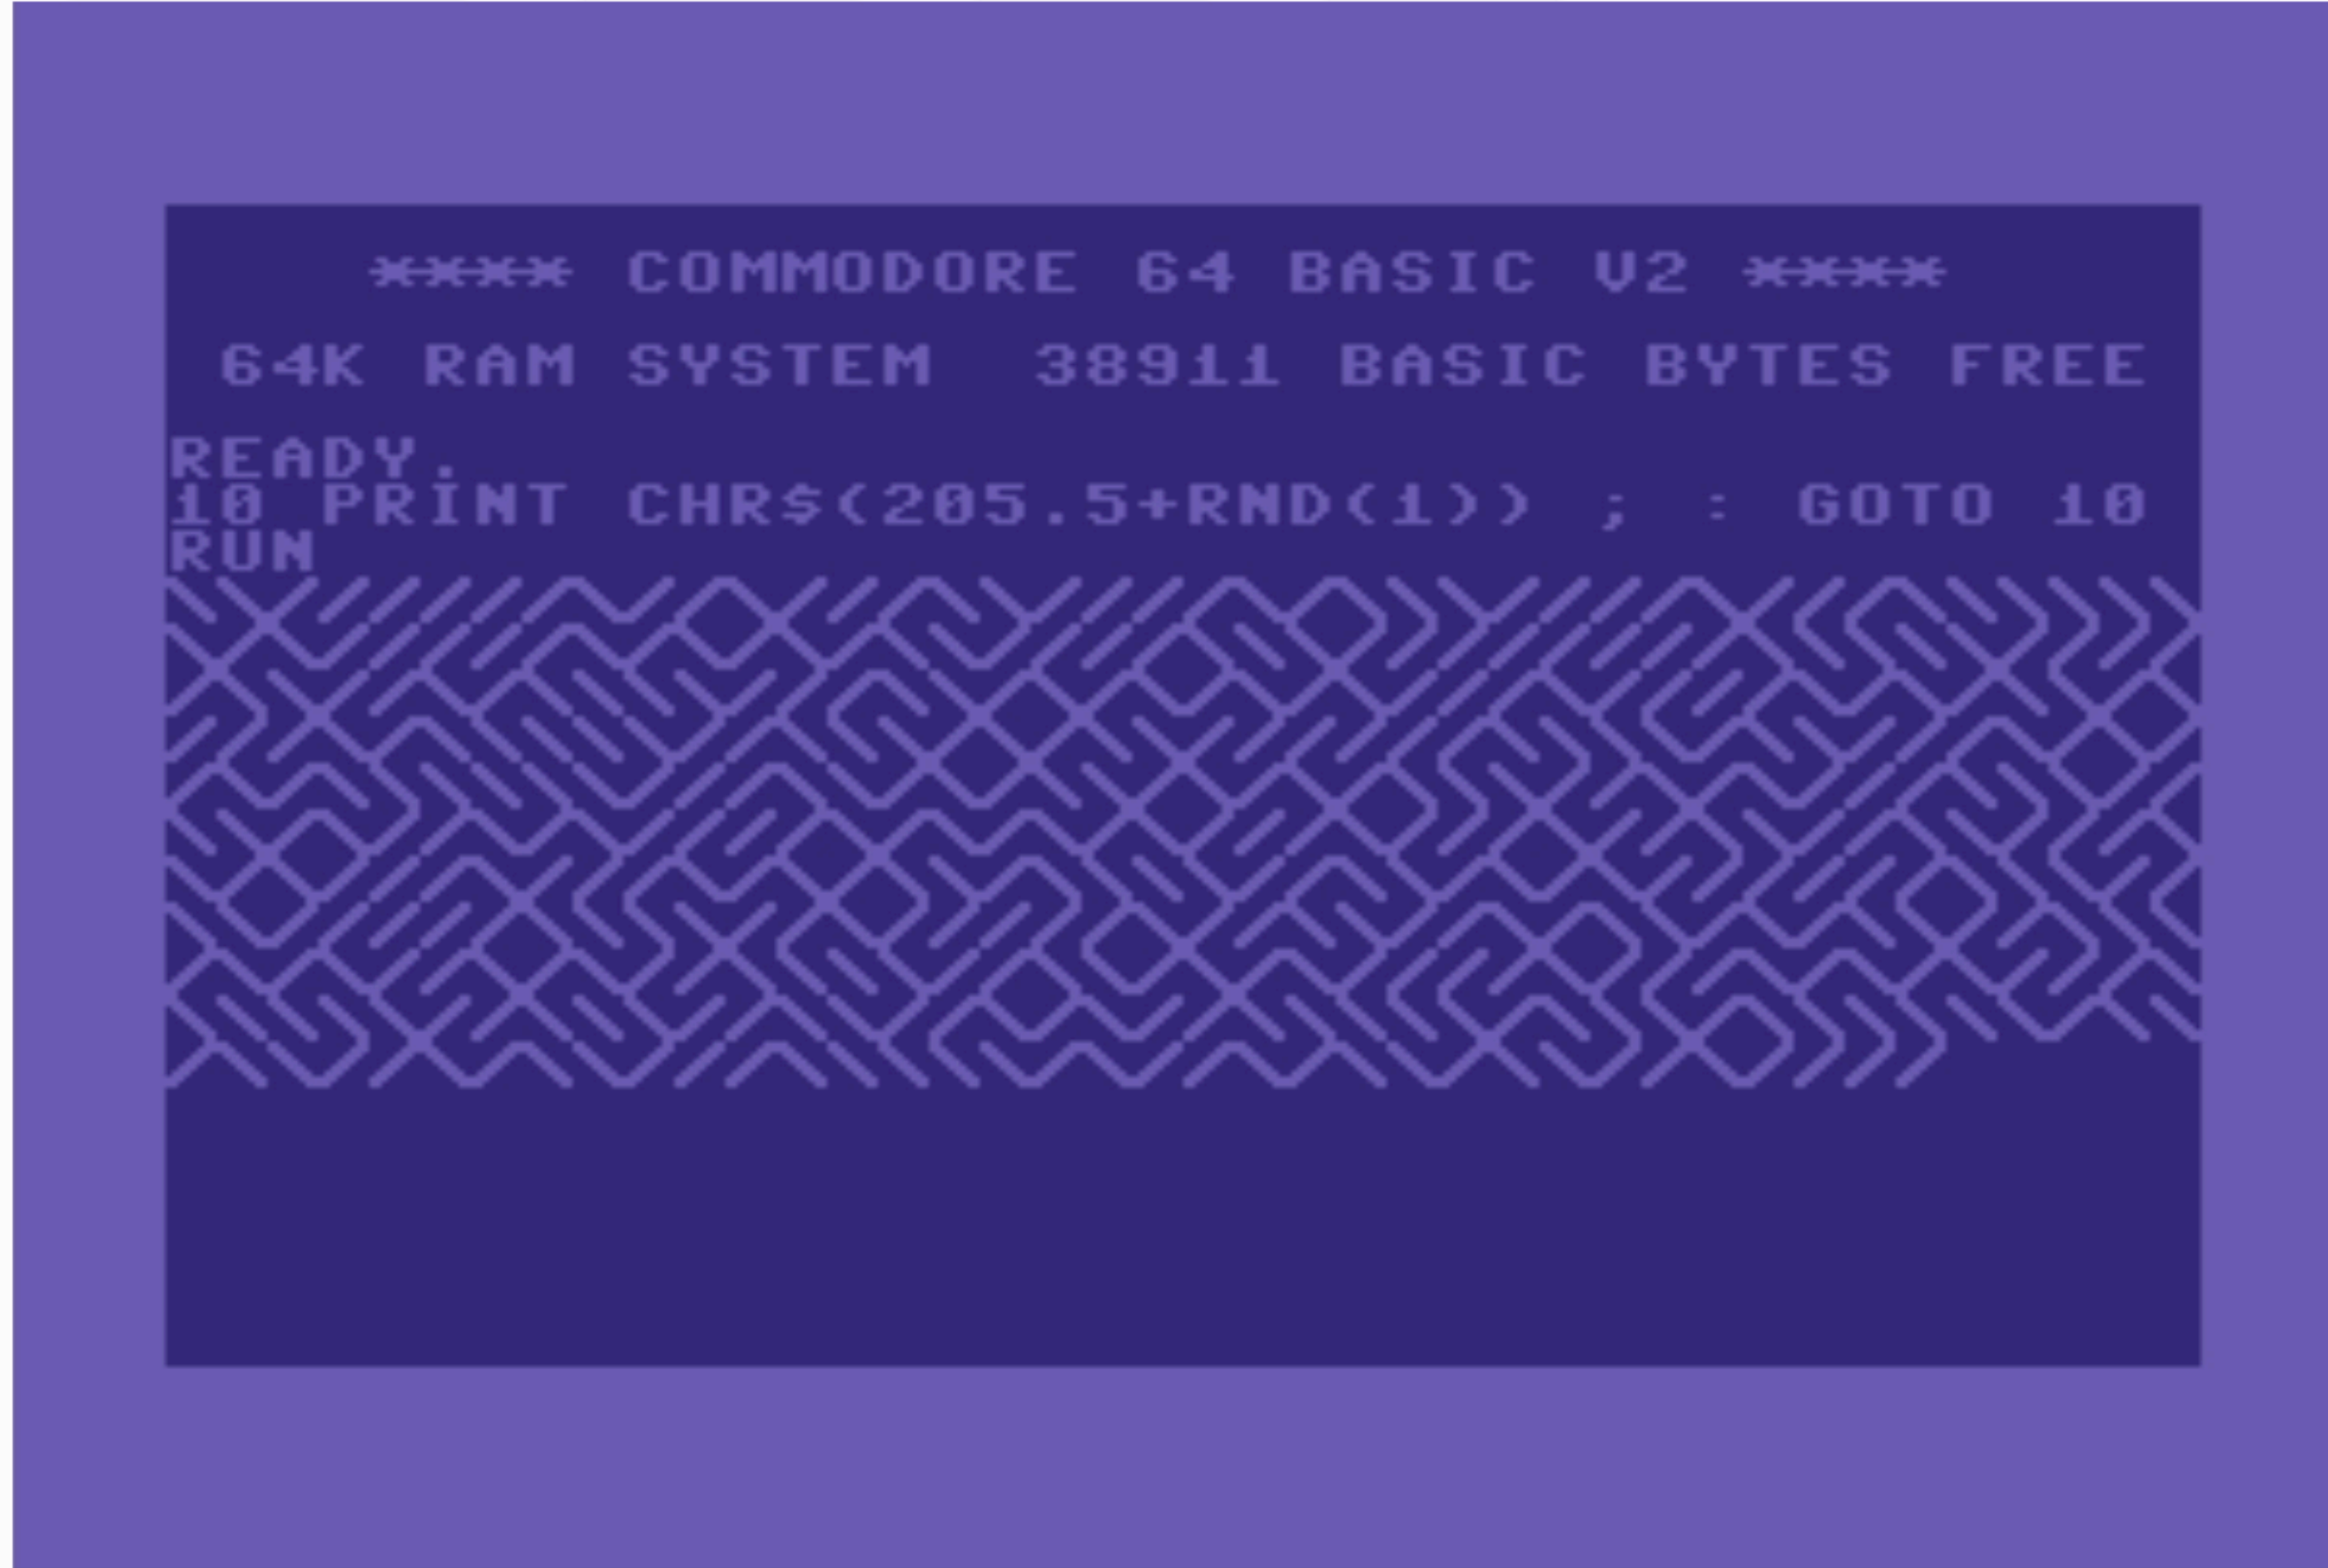 **** COMMODORE 64 BASIC V2 ****
64K RAM SYSTEM  38911 BASIC BYTES FREE
READY.
10 PRINT CHR$(205.5+RND(1)) ; : GOTO 10
RUN